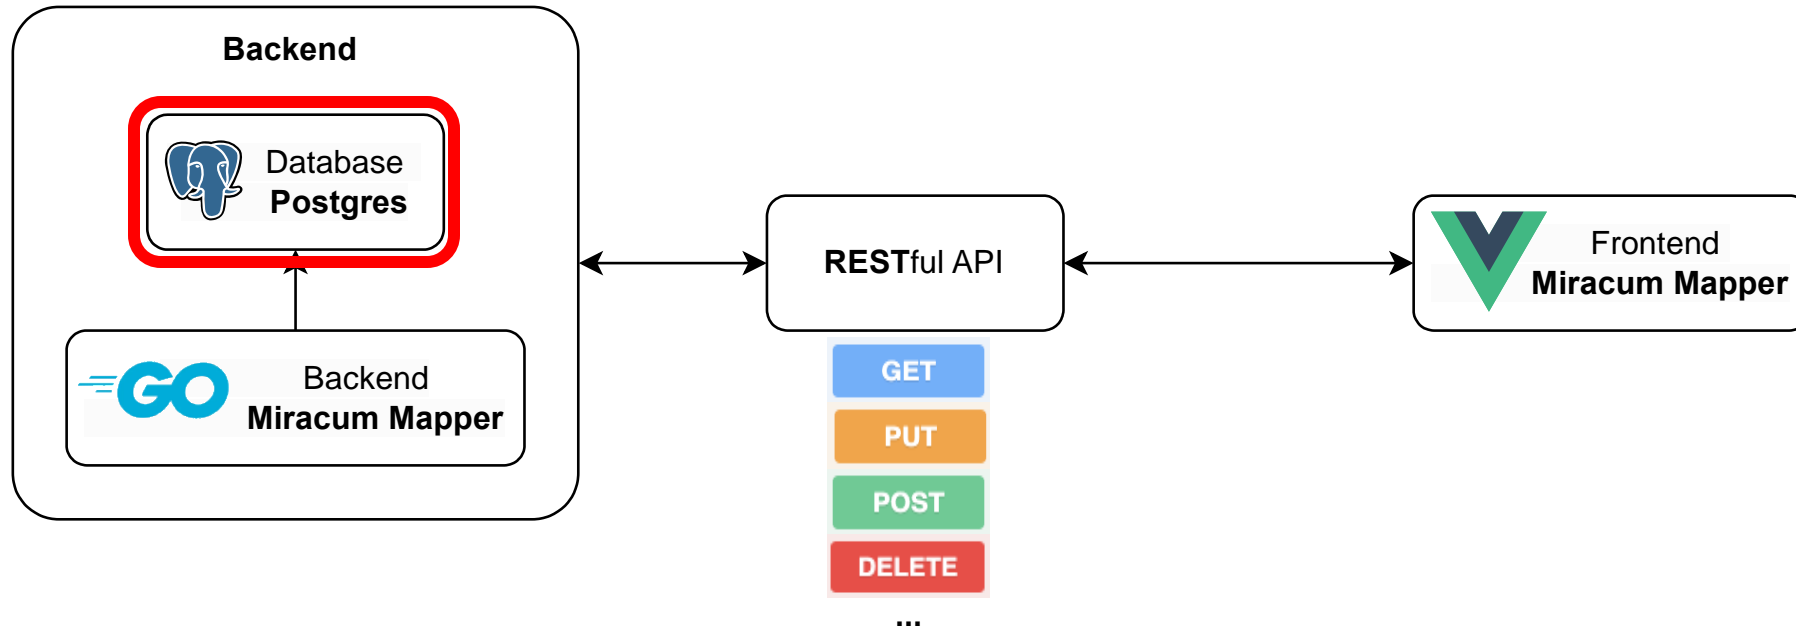 Backend
Database
Postgres
GO
Backend
Miracum Mapper
RESTful API
GET
PUT
POST
DELETE
...
Frontend
Miracum Mapper